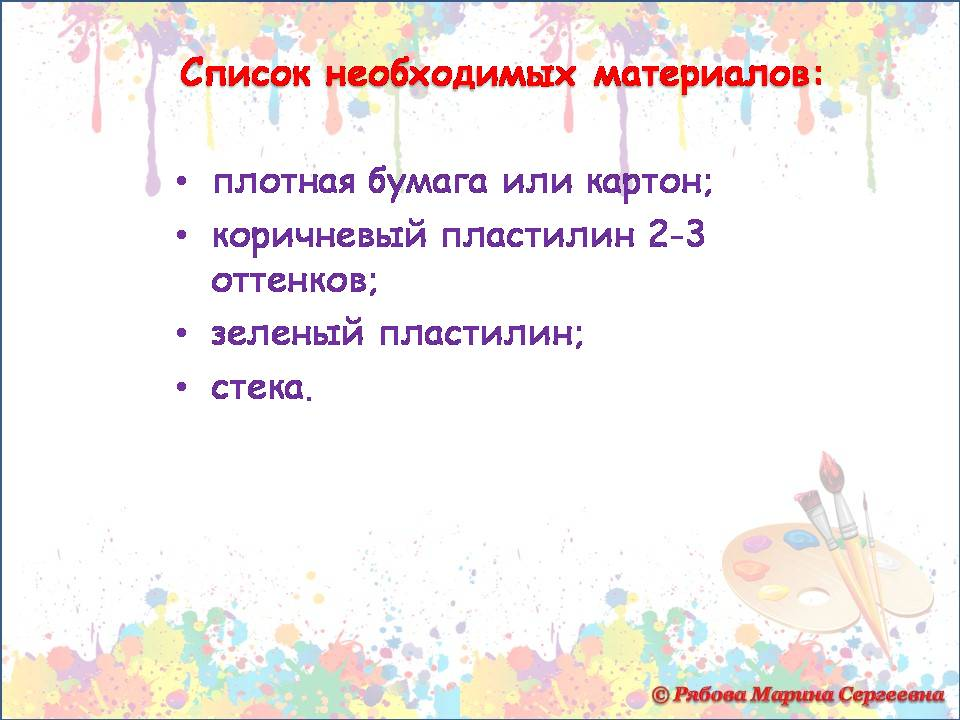 Список необходимых материалов:
• плотная бумага или картон;
• коричневый пластилин 2-3
оттенков;
• зеленый пластилин;
• стека.
© Рябова Марина Сергеевна